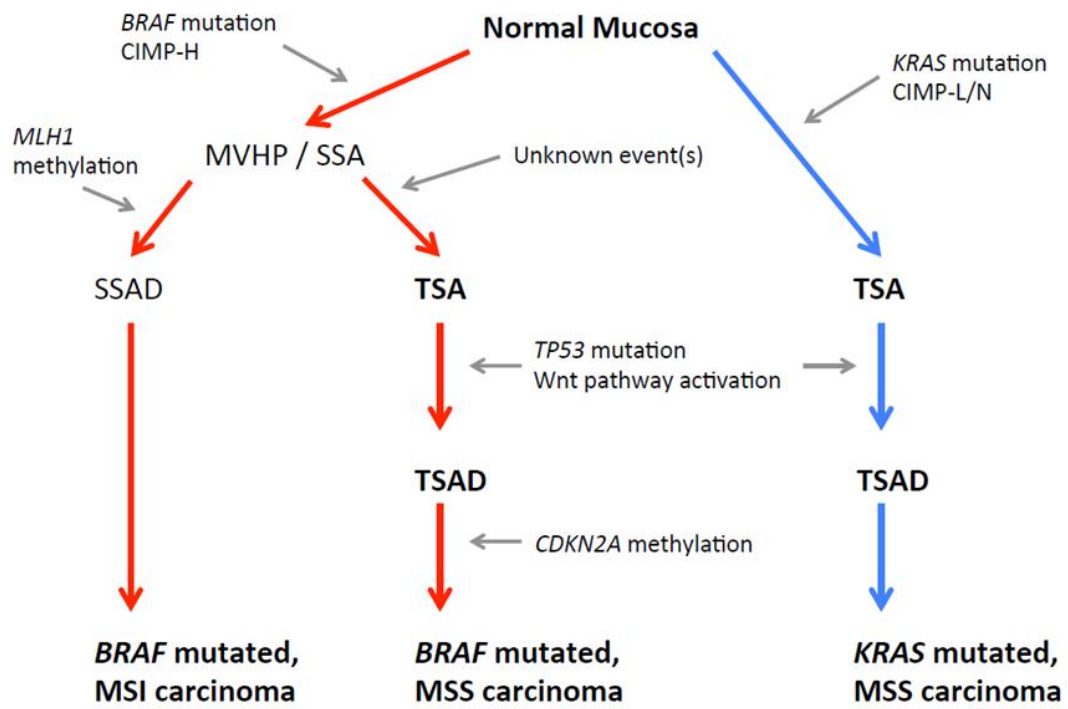 BRAF mutation
CIMP-H
Normal Mucosa
KRAS mutation
CIMP-L/N
MLH1
methylation
MVHP / SSA
Unknown event(s)
SSAD
TSA
TSA
TP53 mutation
Wnt pathway activation
TSAD
TSAD
CDKN2A methylation
BRAF mutated,
MSI carcinoma
BRAF mutated,
MSS carcinoma
KRAS mutated,
MSS carcinoma